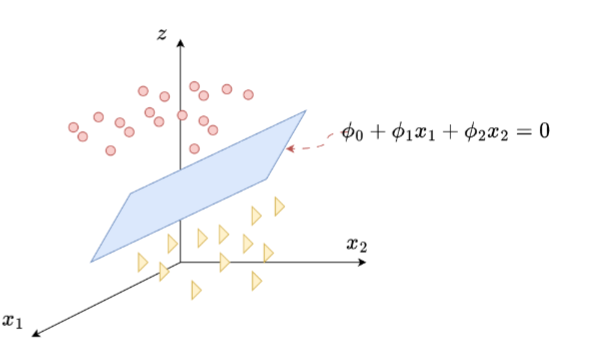 z
ϕ₀ + ϕ₁x₁ + ϕ₂x₂ = 0
x₂
x₁